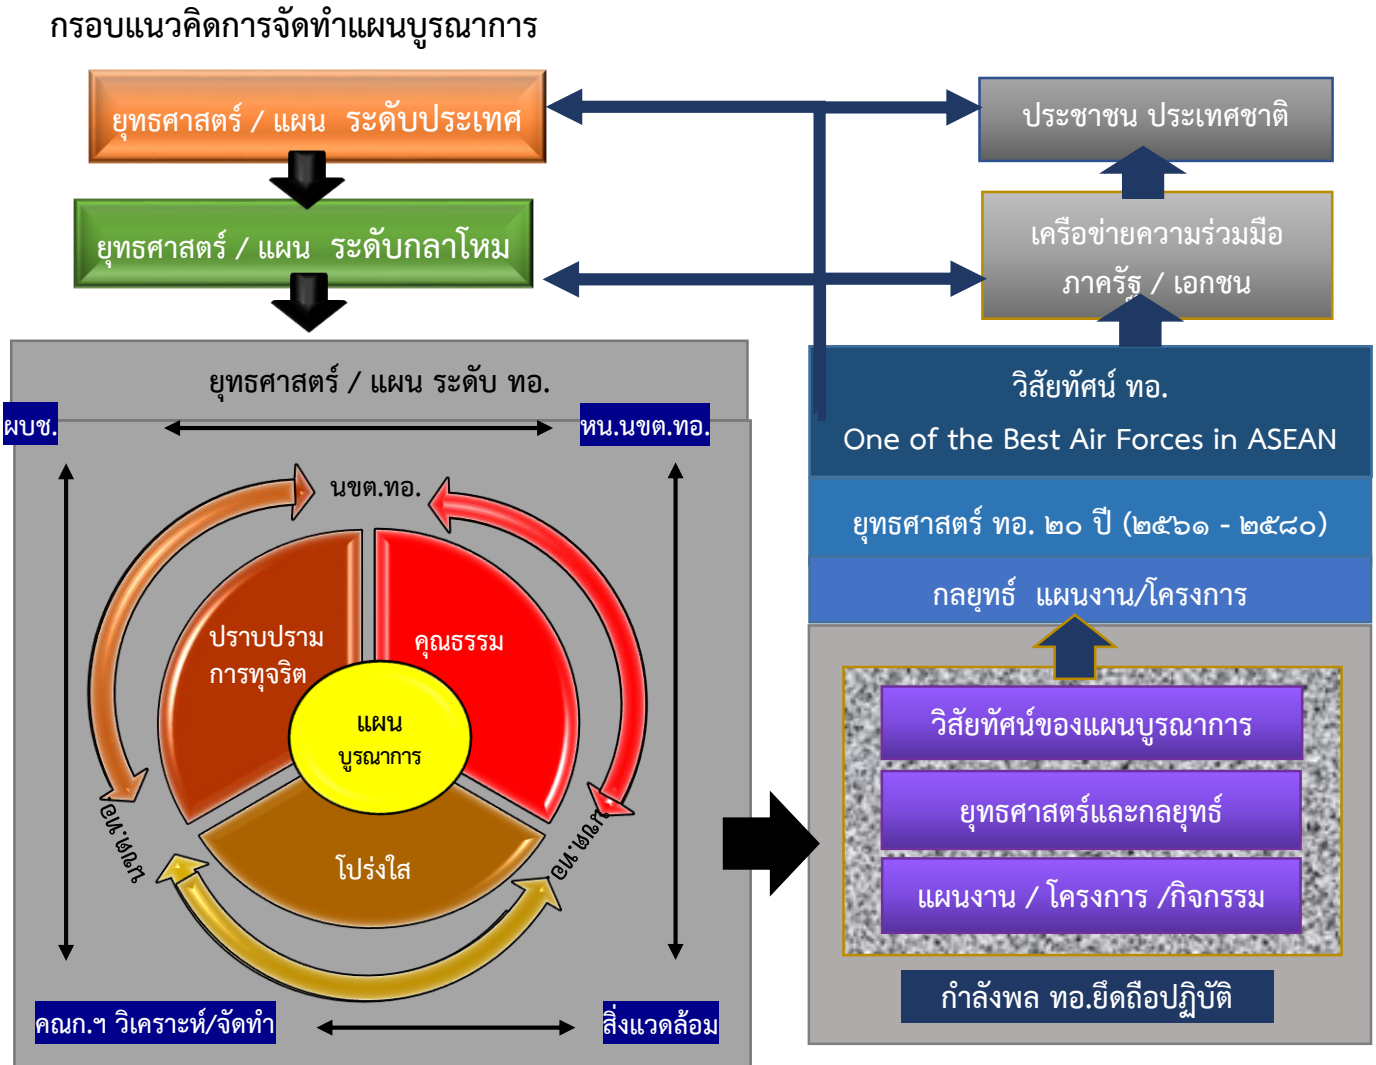 กรอบแนวคิดการจัดทำแผนบูรณาการ
ยุทธศาสตร์ / แผน ระดับประเทศ
ประชาชน ประเทศชาติ
ยุทธศาสตร์ / แผน ระดับกลาโหม
เครือข่ายความร่วมมือ
ภาครัฐ / เอกชน
ยุทธศาสตร์ / แผน ระดับ ทอ.
ผบช.
หน.นขต.ทอ.
นขต.ทอ.
ปราบปราม
การทุจริต
คุณธรรม
แผน
บูรณาการ
โปร่งใส
นขต.ทอ.
นขต.ทอ.
คณก.ฯ วิเคราะห์/จัดทำ
สิ่งแวดล้อม
วิสัยทัศน์ ทอ.
One of the Best Air Forces in ASEAN
ยุทธศาสตร์ ทอ. ๒๐ ปี (๒๕๖๑ - ๒๕๘๐)
กลยุทธ์ แผนงาน/โครงการ
วิสัยทัศน์ของแผนบูรณาการ
ยุทธศาสตร์และกลยุทธ์
แผนงาน / โครงการ /กิจกรรม
กำลังพล ทอ.ยึดถือปฏิบัติ